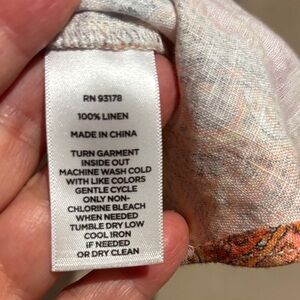 RN 93178
100% LINEN
MADE IN CHINA
TURN GARMENT
INSIDE OUT
MACHINE WASH COLD
WITH LIKE COLORS
GENTLE CYCLE
ONLY NON-
CHLORINE BLEACH
WHEN NEEDED
TUMBLE DRY LOW
COOL IRON
IF NEEDED
OR DRY CLEAN